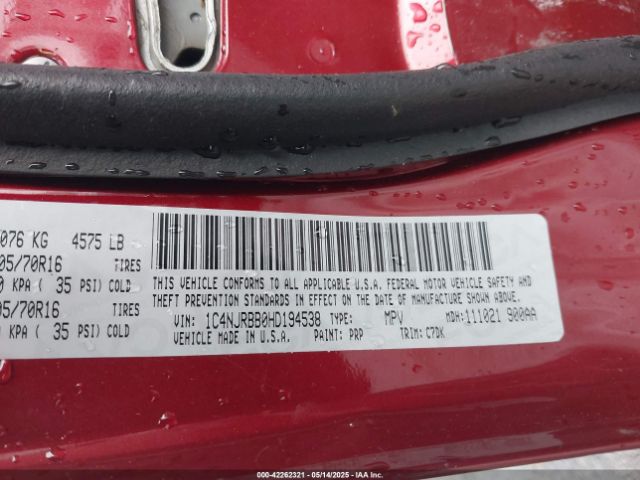 076 KG 4575 LB
05/70R16 TIRES
0 KPA ( 35 PSI) COLD
05/70R16 TIRES
0 KPA ( 35 PSI) COLD
THIS VEHICLE CONFORMS TO ALL APPLICABLE U.S.A. FEDERAL MOTOR VEHICLE SAFETY AND
THEFT PREVENTION STANDARDS IN EFFECT ON THE DATE OF MANUFACTURE SHOWN ABOVE.
VIN: 1C4NJRBB0HD194538 TYPE: MPV MDH: 111021 900AA
VEHICLE MADE IN U.S.A. PAINT: PRP TRIM: C7DK
000-42262321 - 05/14/2025 - IAA Inc.